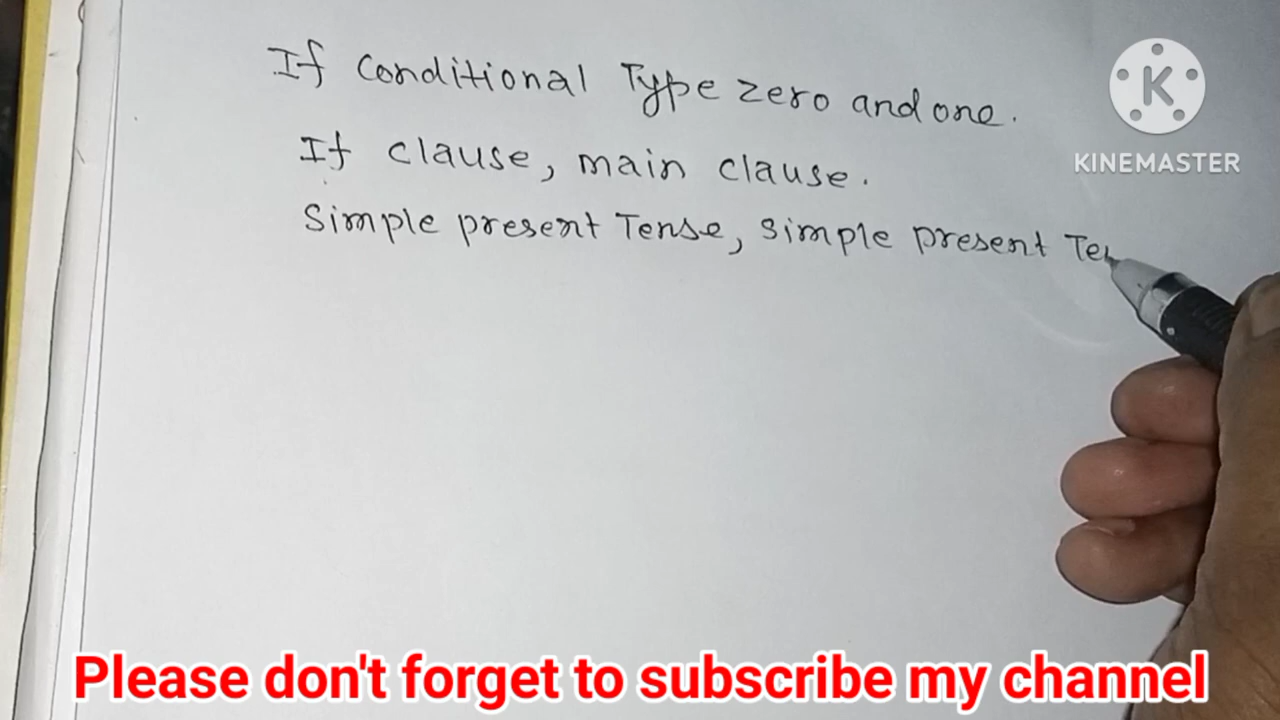 If conditional Type zero and one.
K
KINEMASTER
If clause, main clause.
Simple present Tense, simple present Te
Please don't forget to subscribe my channel